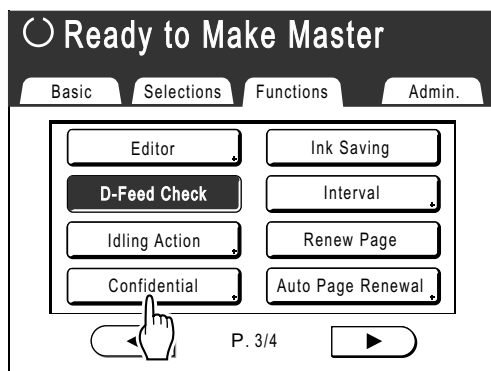 Ready to Make Master
Basic Selections Functions Admin.
Editor Ink Saving
D-Feed Check Interval
Idling Action Renew Page
Confidential Auto Page Renewal
P. 3/4